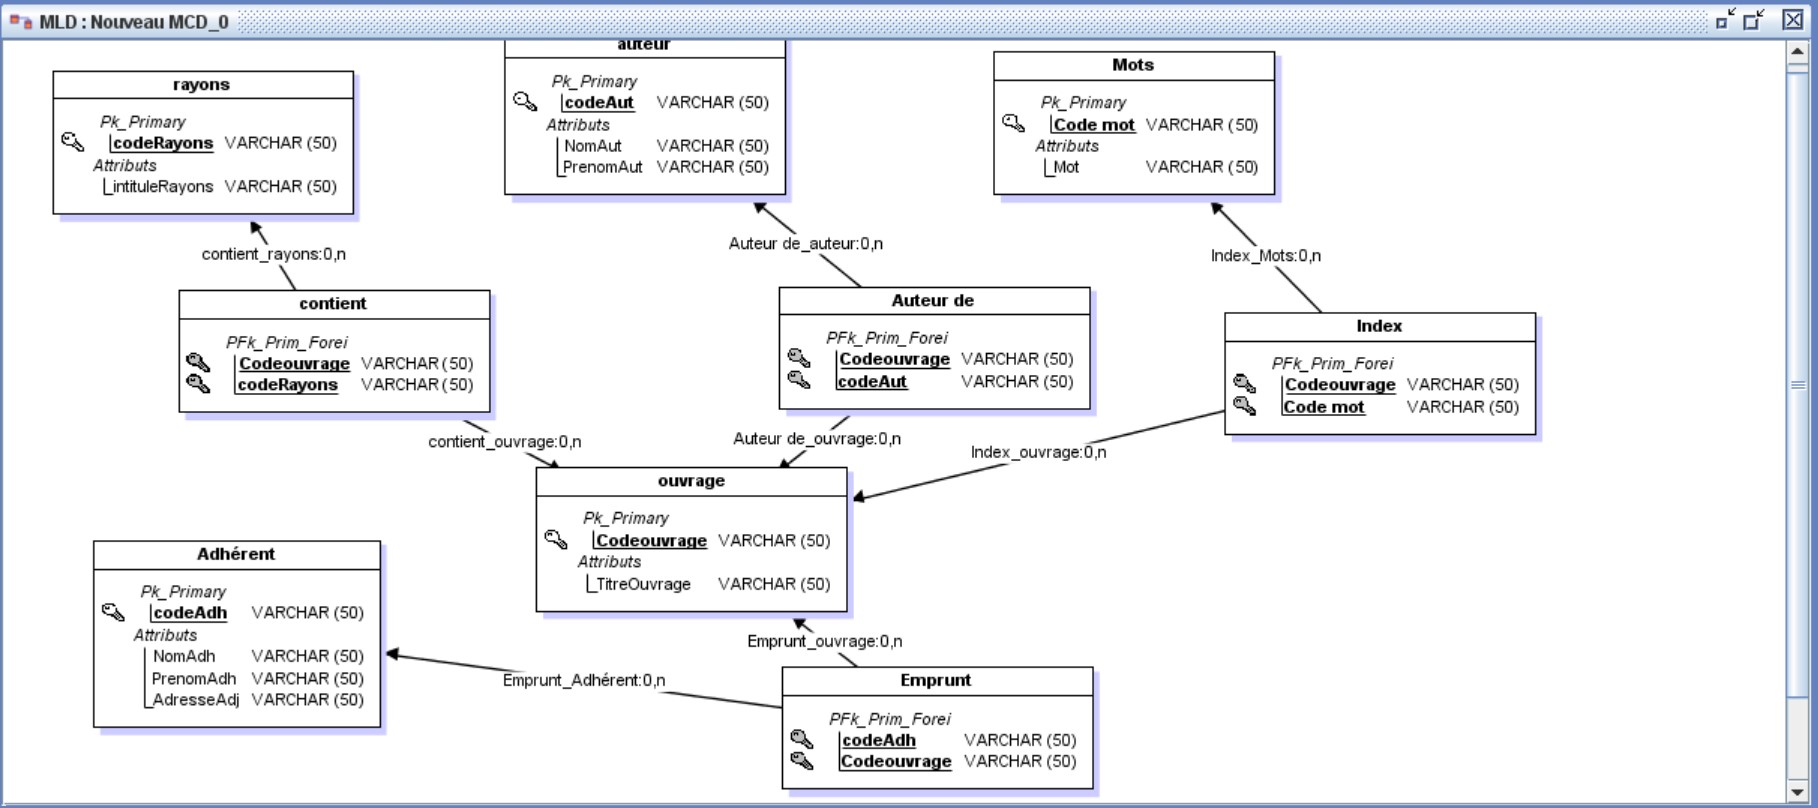 MLD : Nouveau MCD_0
rayons
Pk_Primary
codeRayons VARCHAR (50)
Attributs
intituleRayons VARCHAR (50)
auteur
Pk_Primary
codeAut VARCHAR (50)
Attributs
NomAut VARCHAR (50)
PrenomAut VARCHAR (50)
Mots
Pk_Primary
Code mot VARCHAR (50)
Attributs
Mot VARCHAR (50)
contient_rayons:0,n
Auteur de_auteur:0,n
Index_Mots:0,n
contient
PFk_Prim_Forei
Codeouvrage VARCHAR (50)
codeRayons VARCHAR (50)
Auteur de
PFk_Prim_Forei
Codeouvrage VARCHAR (50)
codeAut VARCHAR (50)
Index
PFk_Prim_Forei
Codeouvrage VARCHAR (50)
Code mot VARCHAR (50)
contient_ouvrage:0,n
Auteur de_ouvrage:0,n
Index_ouvrage:0,n
ouvrage
Pk_Primary
Codeouvrage VARCHAR (50)
Attributs
TitreOuvrage VARCHAR (50)
Adhérent
Pk_Primary
codeAdh VARCHAR (50)
Attributs
NomAdh VARCHAR (50)
PrenomAdh VARCHAR (50)
AdresseAdj VARCHAR (50)
Emprunt_ouvrage:0,n
Emprunt_Adhérent:0,n
Emprunt
PFk_Prim_Forei
codeAdh VARCHAR (50)
Codeouvrage VARCHAR (50)